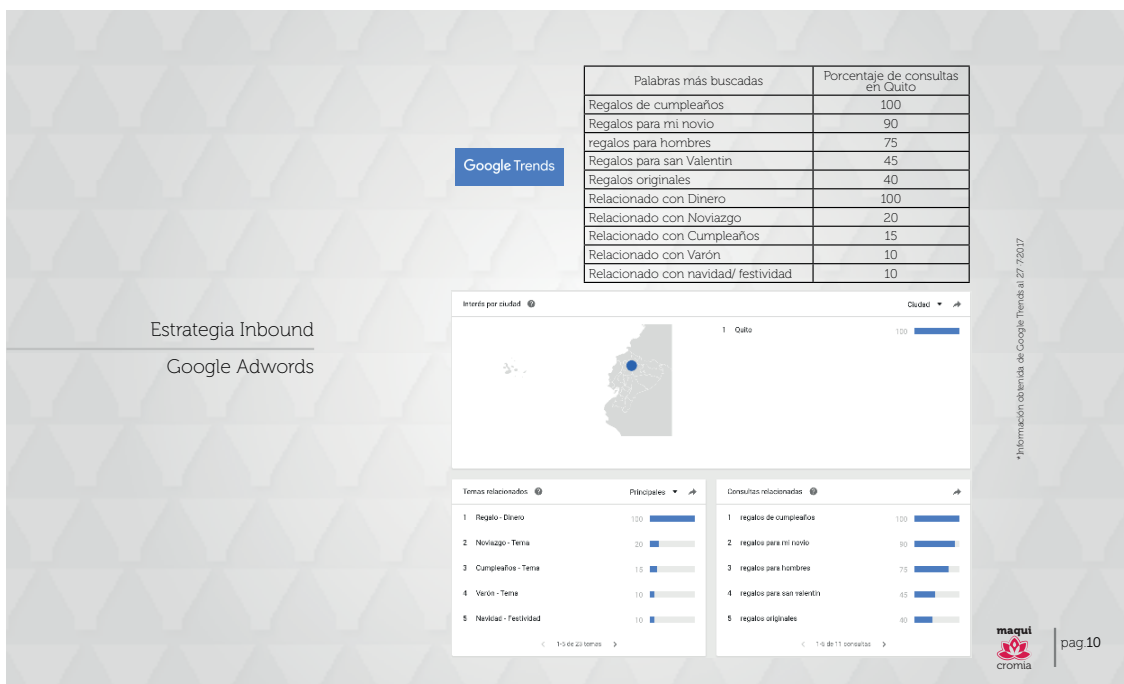 Palabras más buscadas
Porcentaje de consultas
en Quito
Regalos de cumpleaños 100
Regalos para mi novio 90
regalos para hombres 75
Regalos para san Valentin 45
Regalos originales 40
Relacionado con Dinero 100
Relacionado con Noviazgo 20
Relacionado con Cumpleaños 15
Relacionado con Varón 10
Relacionado con navidad/ festividad 10
Google Trends
Estrategia Inbound
Google Adwords
Interés por ciudad
Ciudad
1 Quito 100
Temas relacionados
Principales
1 Regalo - Dinero 100
2 Noviazgo - Tema 20
3 Cumpleaños - Tema 15
4 Varón - Tema 10
5 Navidad - Festividad 10
1-5 de 23 temas
Consultas relacionadas
1 regalos de cumpleaños 100
2 regalos para mi novio 90
3 regalos para hombres 75
4 regalos para san valentin 45
5 regalos originales 40
1-5 de 11 consultas
*Información obtenida de Google Trends al 27·7·2017
maqui
cromía
pag.10